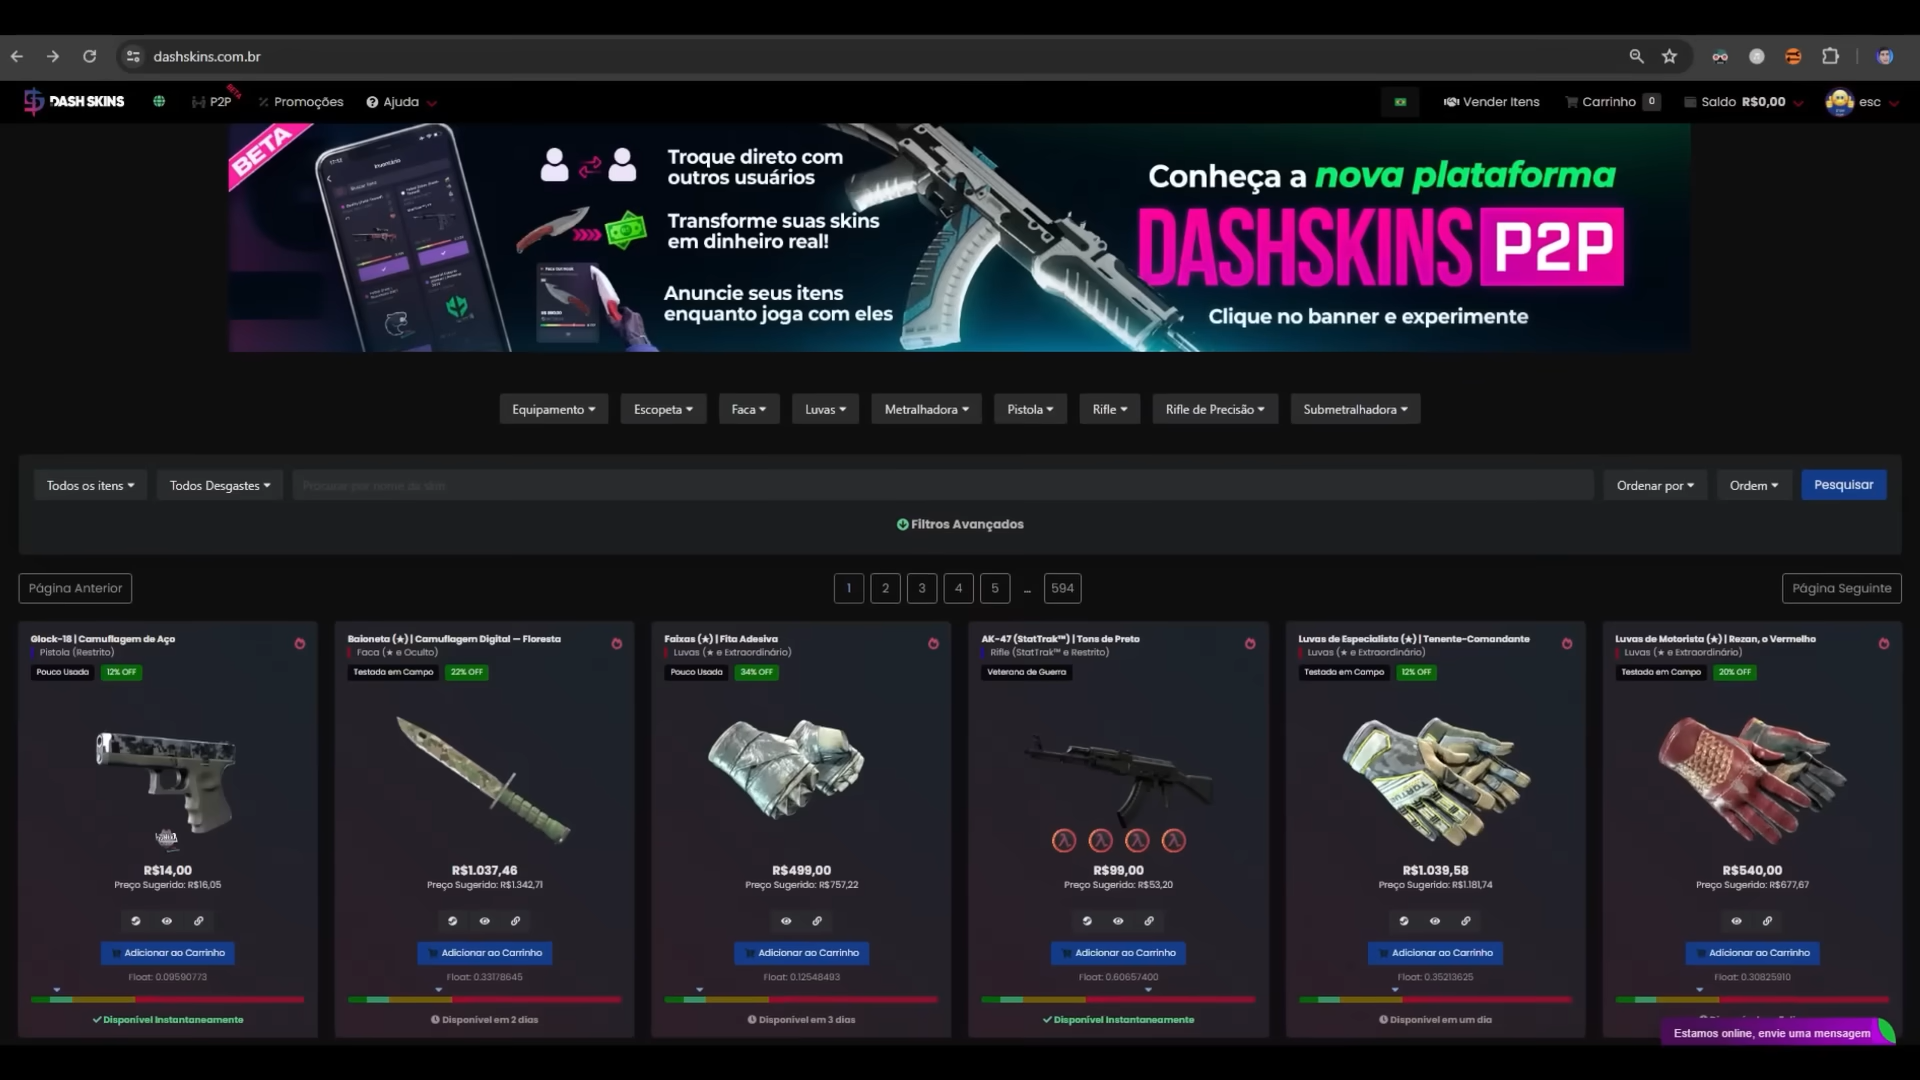 dashskins.com.br
DASH SKINS
P2P
BETA
Promoções
Ajuda
Vender Itens
Carrinho 0
Saldo R$0,00
esc
BETA
Troque direto com
outros usuários
Transforme suas skins
em dinheiro real!
Anuncie seus itens
enquanto joga com eles
Conheça a nova plataforma
DASHSKINS P2P
Clique no banner e experimente
Equipamento
Escopeta
Faca
Luvas
Metralhadora
Pistola
Rifle
Rifle de Precisão
Submetralhadora
Todos os itens
Todos Desgastes
Procurar por nome da skin
Ordenar por
Ordem
Pesquisar
Filtros Avançados
Página Anterior
1 2 3 4 5 ... 594
Página Seguinte
Glock-18 | Camuflagem de Aço
Pistola (Restrito)
Pouco Usada 12% OFF
R$14,00
Preço Sugerido: R$16,05
Adicionar ao Carrinho
Float: 0.09590773
Disponível Instantaneamente
Baioneta (★) | Camuflagem Digital — Floresta
Faca (★ e Oculto)
Testada em Campo 22% OFF
R$1.037,46
Preço Sugerido: R$1.342,71
Adicionar ao Carrinho
Float: 0.33178645
Disponível em 2 dias
Faixas (★) | Fita Adesiva
Luvas (★ e Extraordinário)
Pouco Usada 34% OFF
R$499,00
Preço Sugerido: R$757,22
Adicionar ao Carrinho
Float: 0.12548493
Disponível em 3 dias
AK-47 (StatTrak™) | Tons de Preto
Rifle (StatTrak™ e Restrito)
Veterana de Guerra
R$99,00
Preço Sugerido: R$53,20
Adicionar ao Carrinho
Float: 0.60657400
Disponível Instantaneamente
Luvas de Especialista (★) | Tenente-Comandante
Luvas (★ e Extraordinário)
Testada em Campo 12% OFF
R$1.039,58
Preço Sugerido: R$1.181,74
Adicionar ao Carrinho
Float: 0.35213625
Disponível em um dia
Luvas de Motorista (★) | Rezan, o Vermelho
Luvas (★ e Extraordinário)
Testada em Campo 20% OFF
R$540,00
Preço Sugerido: R$677,67
Adicionar ao Carrinho
Float: 0.30825910
Estamos online, envie uma mensagem